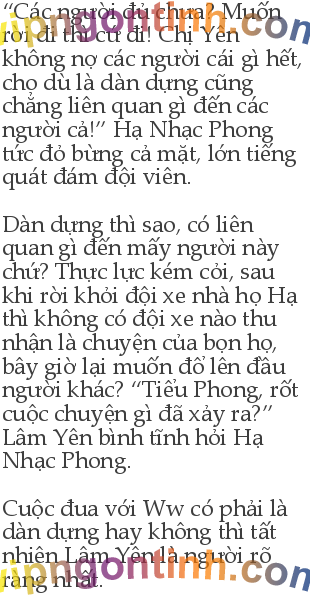 “Các người đủ chưa? Muốn
rời đi thì cứ đi! Chị Yên
không nợ các người cái gì hết,
cho dù là dàn dựng cũng
chẳng liên quan gì đến các
người cả!” Hạ Nhạc Phong
tức đỏ bừng cả mặt, lớn tiếng
quát đám đội viên.
Dàn dựng thì sao, có liên
quan gì đến mấy người này
chứ? Thực lực kém cỏi, sau
khi rời khỏi đội xe nhà họ Hạ
thì không có đội xe nào thu
nhận là chuyện của bọn họ,
bây giờ lại muốn đổ lên đầu
người khác? “Tiểu Phong, rốt
cuộc chuyện gì đã xảy ra?”
Lâm Yên bình tĩnh hỏi Hạ
Nhạc Phong.
Cuộc đua với Ww có phải là
dàn dựng hay không thì tất
nhiên Lâm Yên là người rõ
ràng nhất.
vipngontinh.com
vipngontinh.com